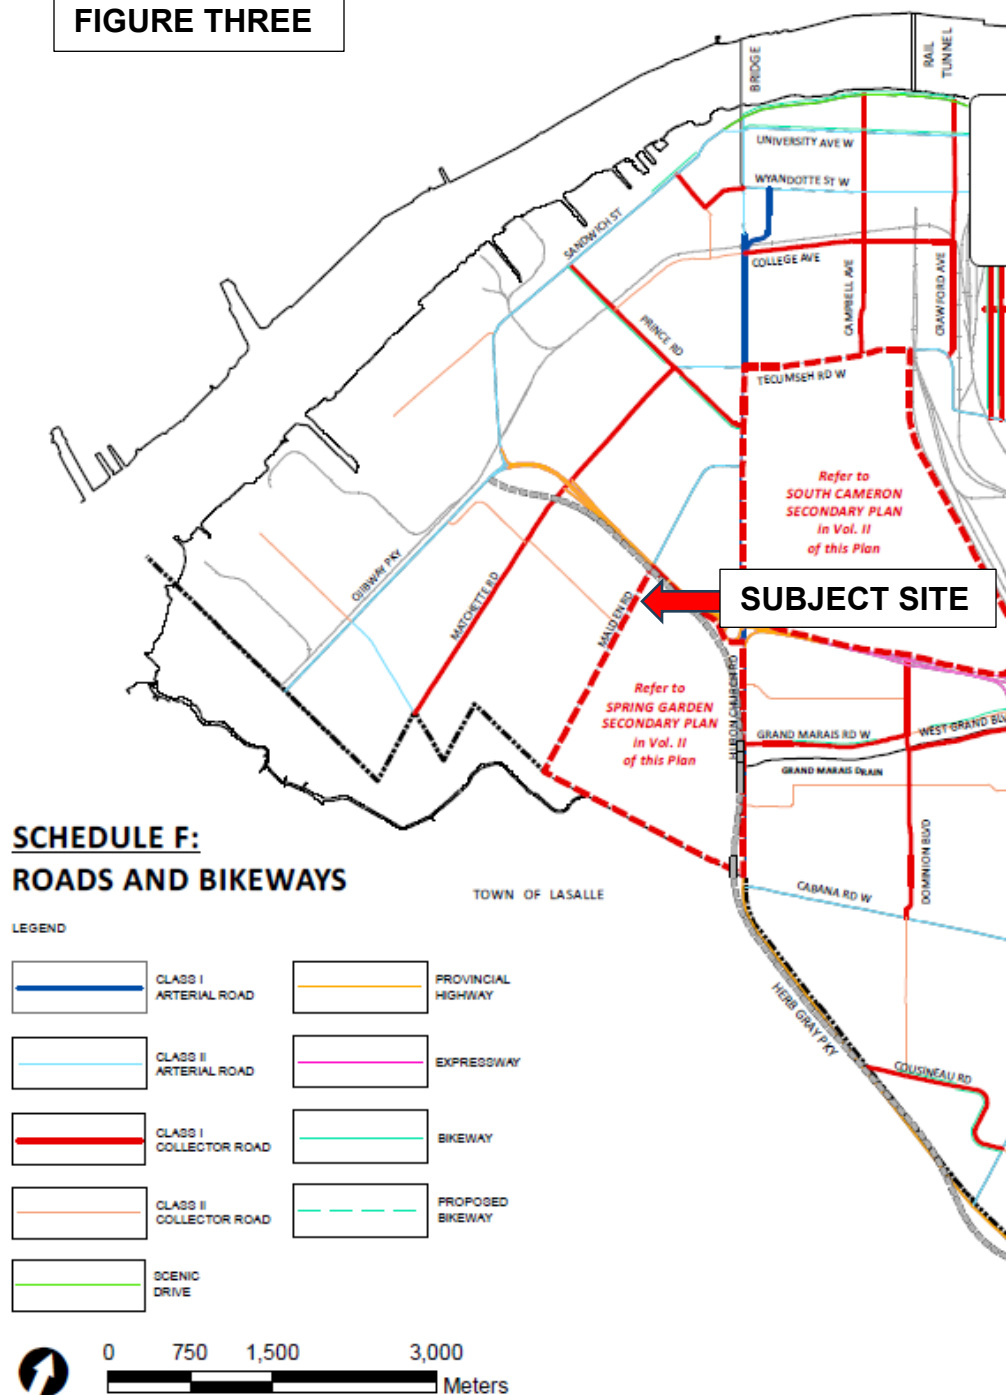 FIGURE THREE
BRIDGE
RAIL
TUNNEL
UNIVERSITY AVE W
WYANDOTTE ST W
SANDWICH ST
COLLEGE AVE
CAMPBELL AVE
CRAWFORD AVE
PRINCE RD
TECUMSEH RD W
Refer to
SOUTH CAMERON
SECONDARY PLAN
in Vol. II
of this Plan
OJIBWAY PKY
MATCHETTE RD
MALDEN RD
SUBJECT SITE
Refer to
SPRING GARDEN
SECONDARY PLAN
in Vol. II
of this Plan
HURON CHURCH RD
GRAND MARAIS RD W
WEST GRAND BLV
GRAND MARAIS DRAIN
DOMINION BLVD
CABANA RD W
TOWN OF LASALLE
HERB GRAY PKY
COUSINEAU RD
SCHEDULE F:
ROADS AND BIKEWAYS
LEGEND
CLASS I
ARTERIAL ROAD
PROVINCIAL
HIGHWAY
CLASS II
ARTERIAL ROAD
EXPRESSWAY
CLASS I
COLLECTOR ROAD
BIKEWAY
CLASS II
COLLECTOR ROAD
PROPOSED
BIKEWAY
SCENIC
DRIVE
0 750 1,500 3,000
Meters